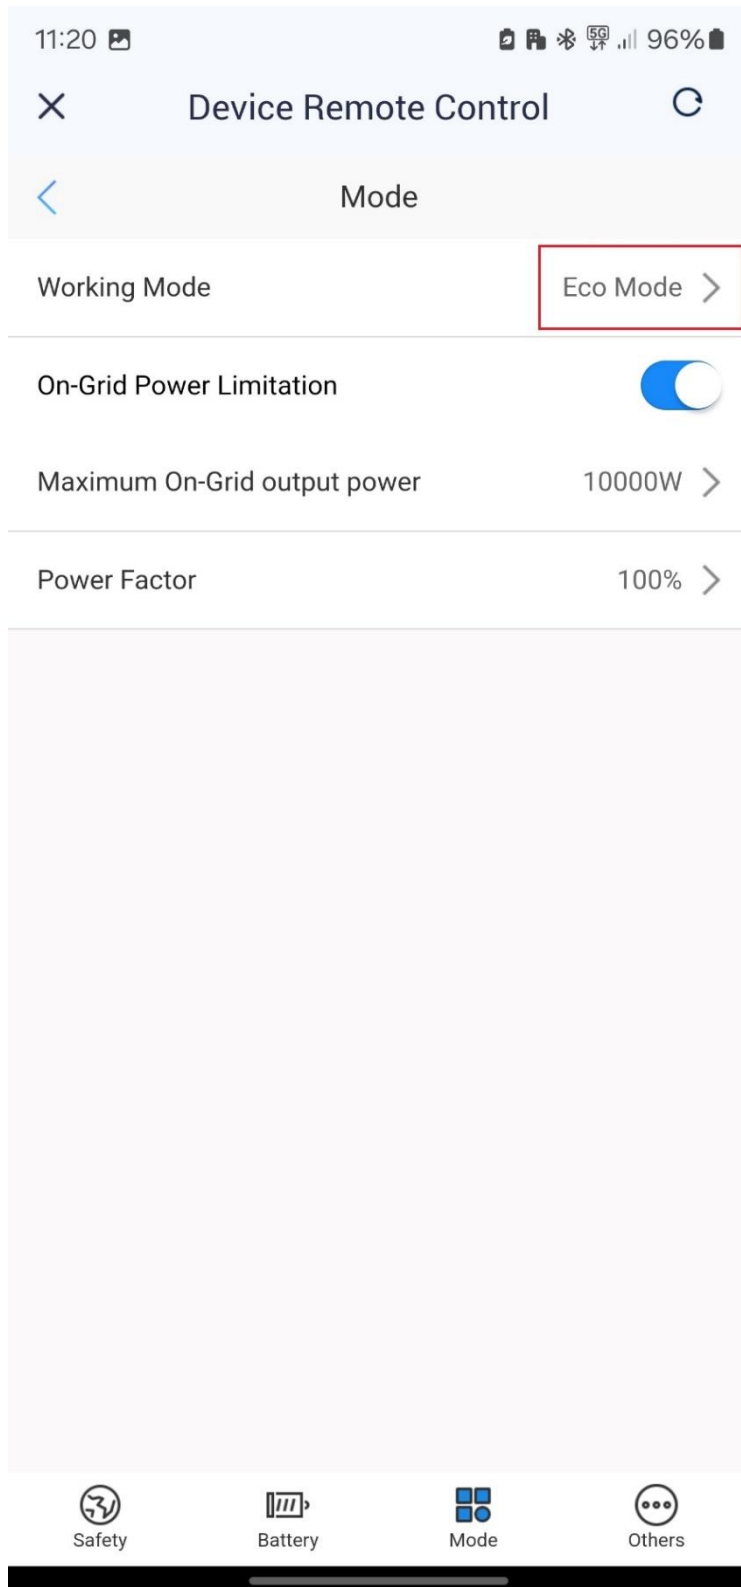 11:20 5G 96%
Device Remote Control
Mode
Working Mode Eco Mode
On-Grid Power Limitation
Maximum On-Grid output power 10000W
Power Factor 100%
Safety Battery Mode Others